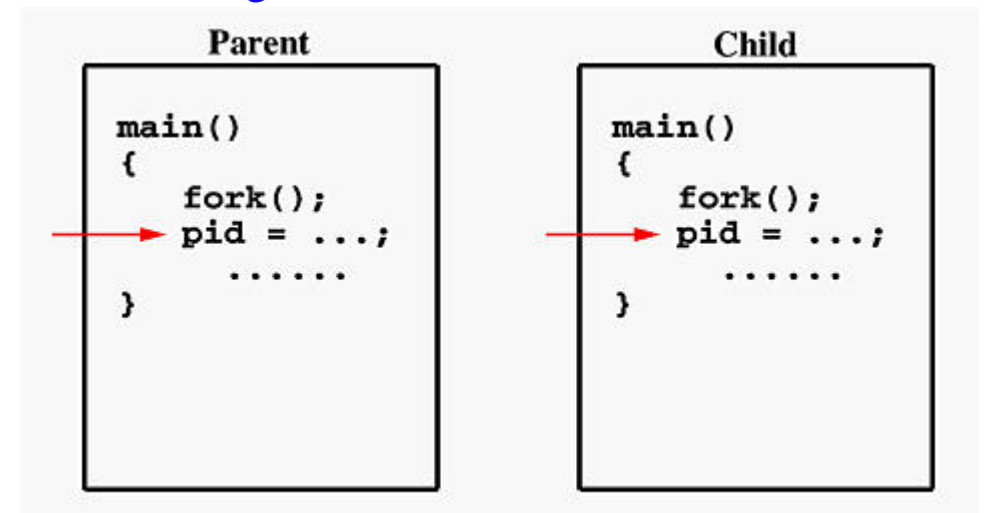 Parent
main()
{
fork();
pid = ...;
......
}
Child
main()
{
fork();
pid = ...;
......
}